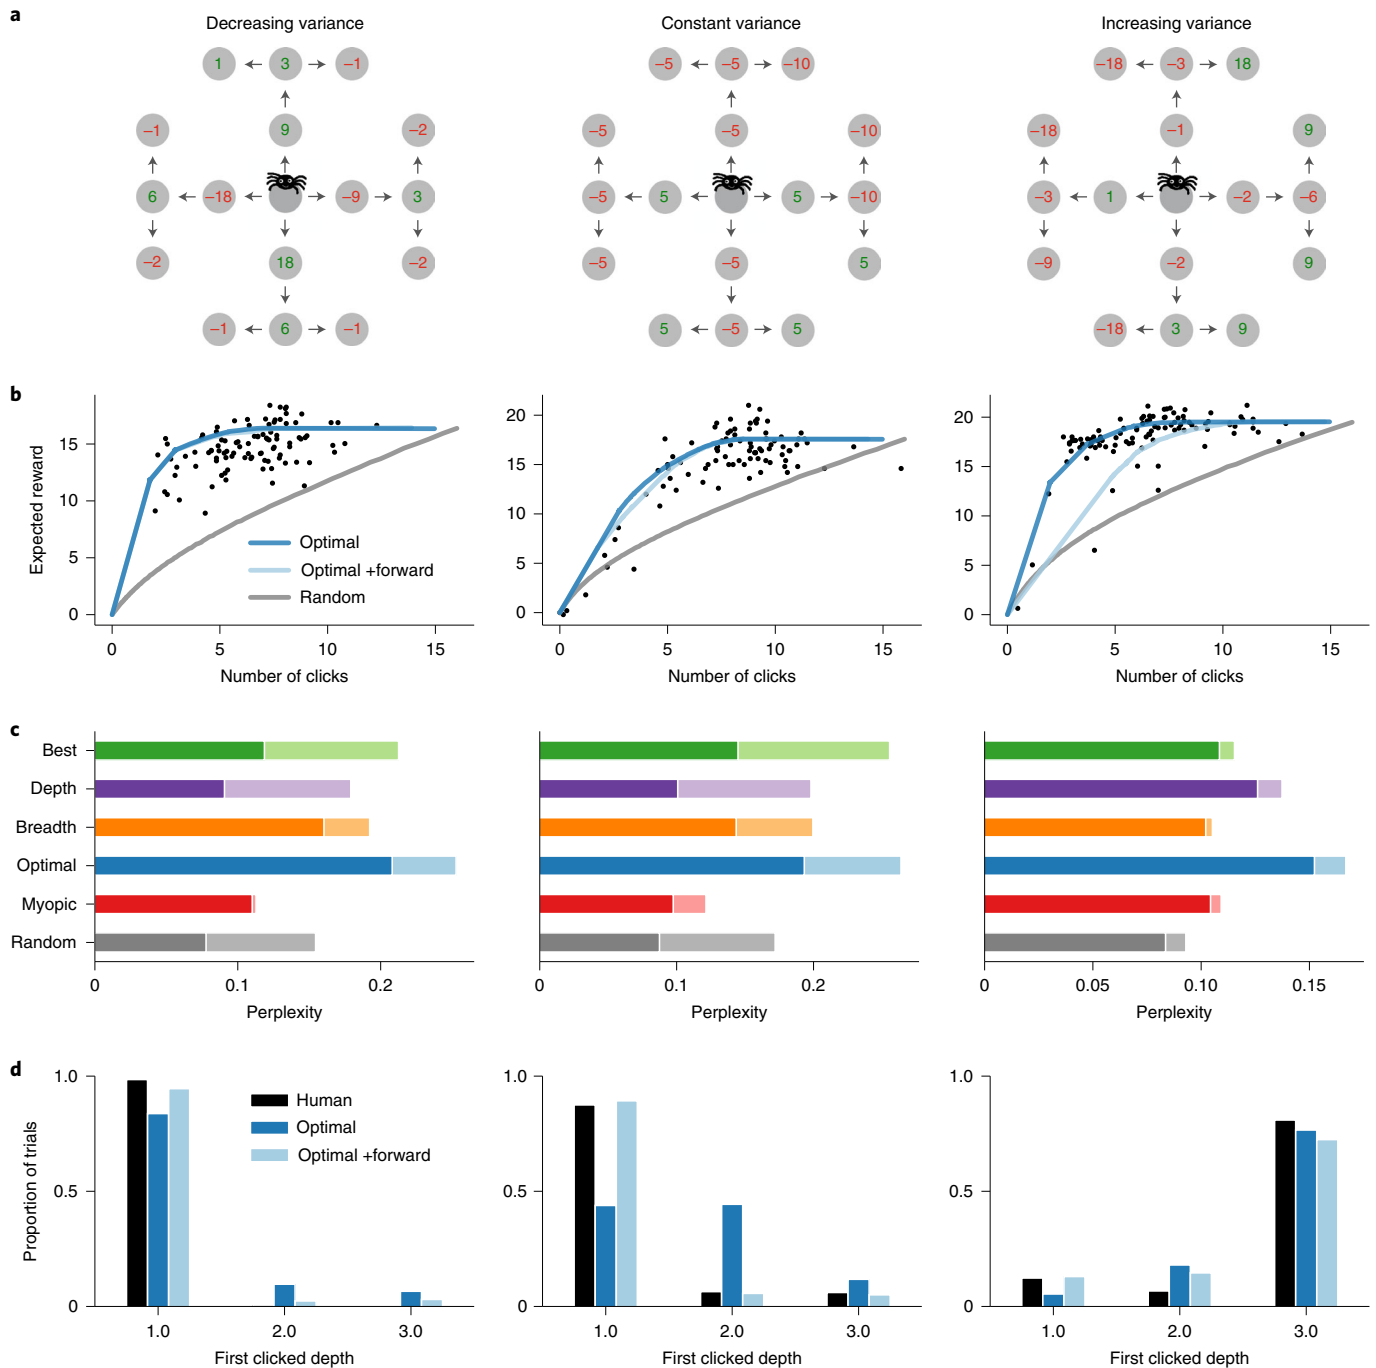 a
Decreasing variance
Constant variance
Increasing variance
1 3 –1
–5 –5 –10
–18 –3 18
–1 9 –2
–5 –5 –10
–18 –1 9
6 –18 –9 3
–5 5 5 –10
–3 1 –2 –6
–2 18 –2
–5 –5 5
–9 –2 9
–1 6 –1
5 –5 5
–18 3 9
b
Expected reward
15
10
5
0
0 5 10 15
Number of clicks
Optimal
Optimal +forward
Random
20
15
10
5
0
0 5 10 15
Number of clicks
20
15
10
5
0
0 5 10 15
Number of clicks
c
Best
Depth
Breadth
Optimal
Myopic
Random
0 0.1 0.2
Perplexity
0 0.1 0.2
Perplexity
0 0.05 0.10 0.15
Perplexity
d
Proportion of trials
1.0
0.5
0
1.0 2.0 3.0
First clicked depth
Human
Optimal
Optimal +forward
1.0
0.5
0
1.0 2.0 3.0
First clicked depth
1.0
0.5
0
1.0 2.0 3.0
First clicked depth